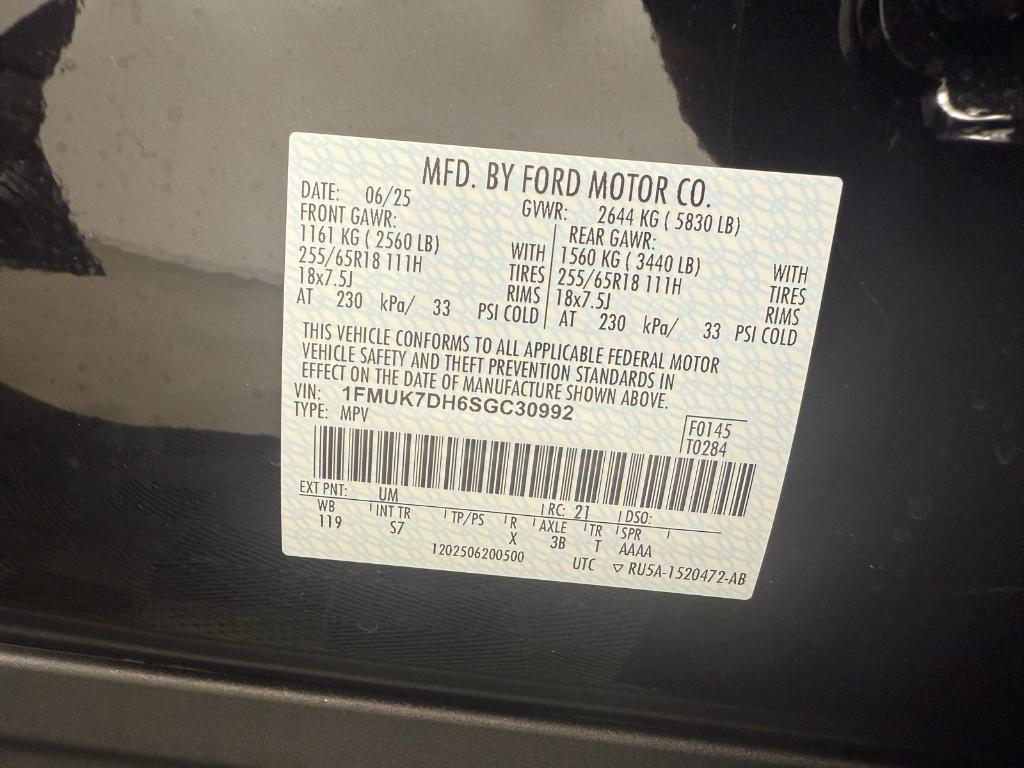 MFD. BY FORD MOTOR CO.
DATE: 06/25 GVWR: 2644 KG ( 5830 LB)
FRONT GAWR: REAR GAWR:
1161 KG ( 2560 LB) WITH 1560 KG ( 3440 LB) WITH
255/65R18 111H TIRES 255/65R18 111H TIRES
18x7.5J RIMS 18x7.5J RIMS
AT 230 kPa/ 33 PSI COLD AT 230 kPa/ 33 PSI COLD
THIS VEHICLE CONFORMS TO ALL APPLICABLE FEDERAL MOTOR
VEHICLE SAFETY AND THEFT PREVENTION STANDARDS IN
EFFECT ON THE DATE OF MANUFACTURE SHOWN ABOVE.
VIN: 1FMUK7DH6SGC30992
TYPE: MPV
F0145
T0284
EXT PNT: UM RC: 21 DSO:
WB INT TR TP/PS R AXLE TR SPR
119 S7 X 3B T AAAA
1202506200500 UTC ▽ RU5A-1520472-AB